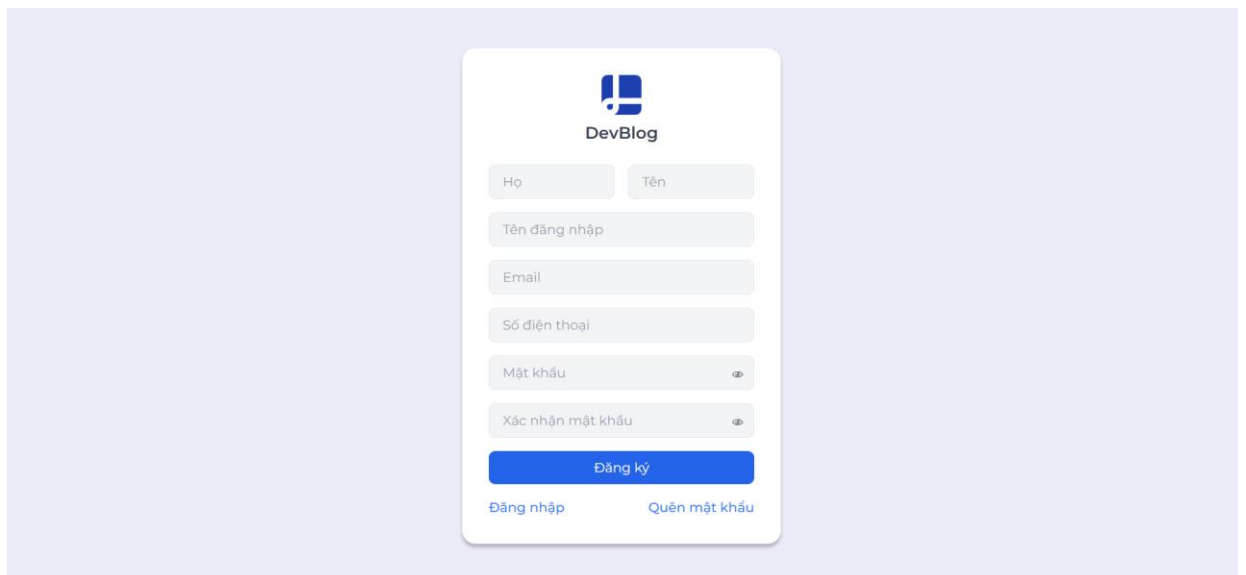 DevBlog
Họ Tên
Tên đăng nhập
Email
Số điện thoại
Mật khẩu
Xác nhận mật khẩu
Đăng ký
Đăng nhập Quên mật khẩu